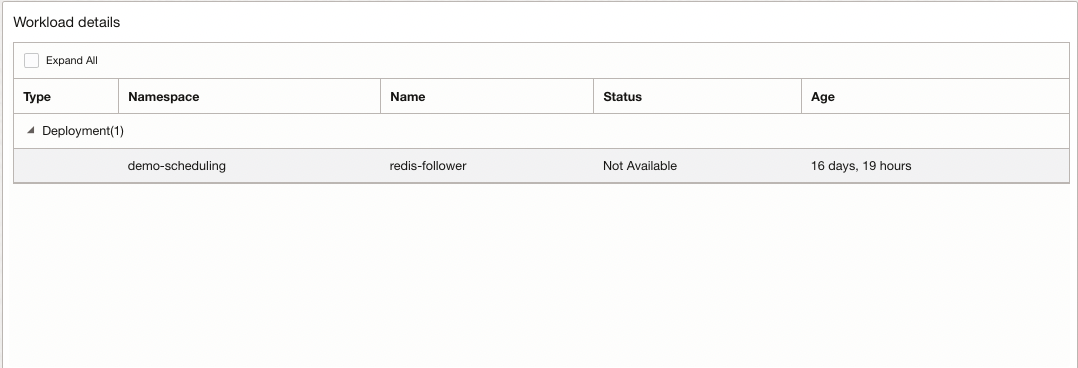 Workload details
Expand All
Type Namespace Name Status Age
Deployment(1)
demo-scheduling redis-follower Not Available 16 days, 19 hours